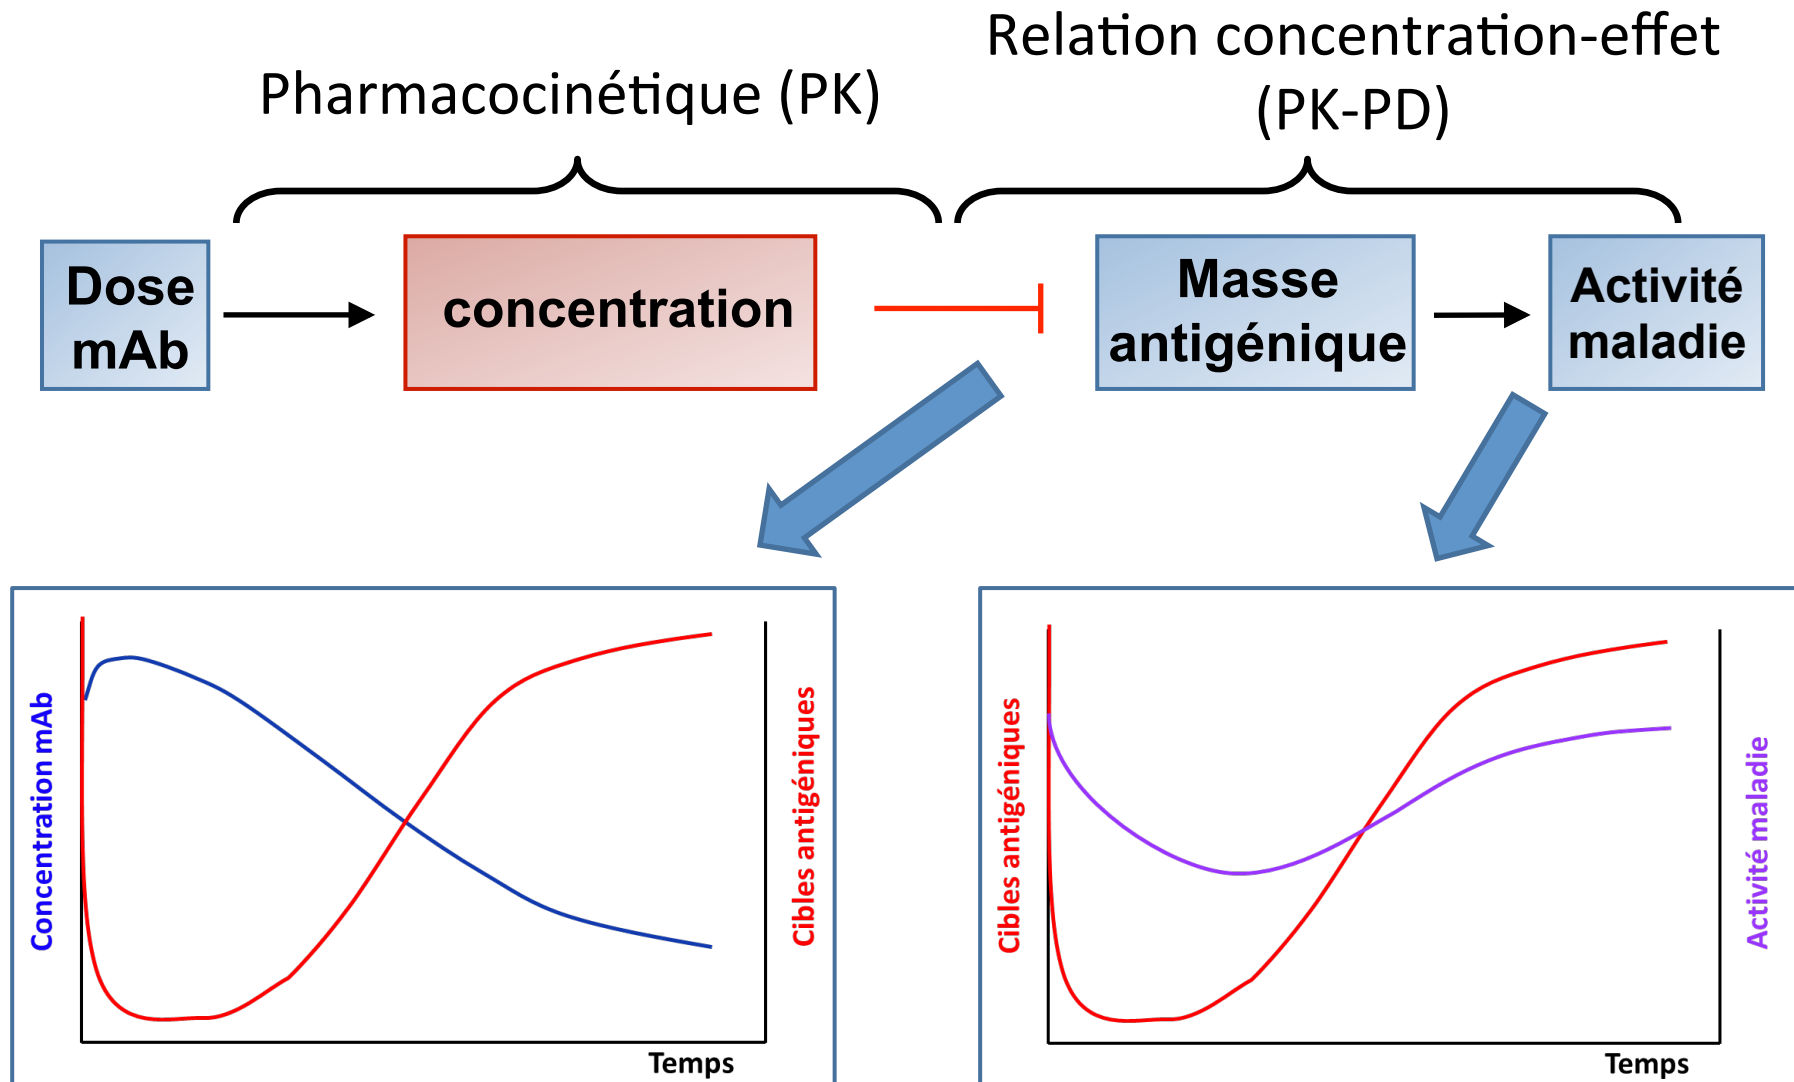 Relation concentration-effet
(PK-PD)
Pharmacocinétique (PK)
Dose
mAb
concentration
Masse
antigénique
Activité
maladie
Concentration mAb
Cibles antigéniques
Temps
Cibles antigéniques
Activité maladie
Temps